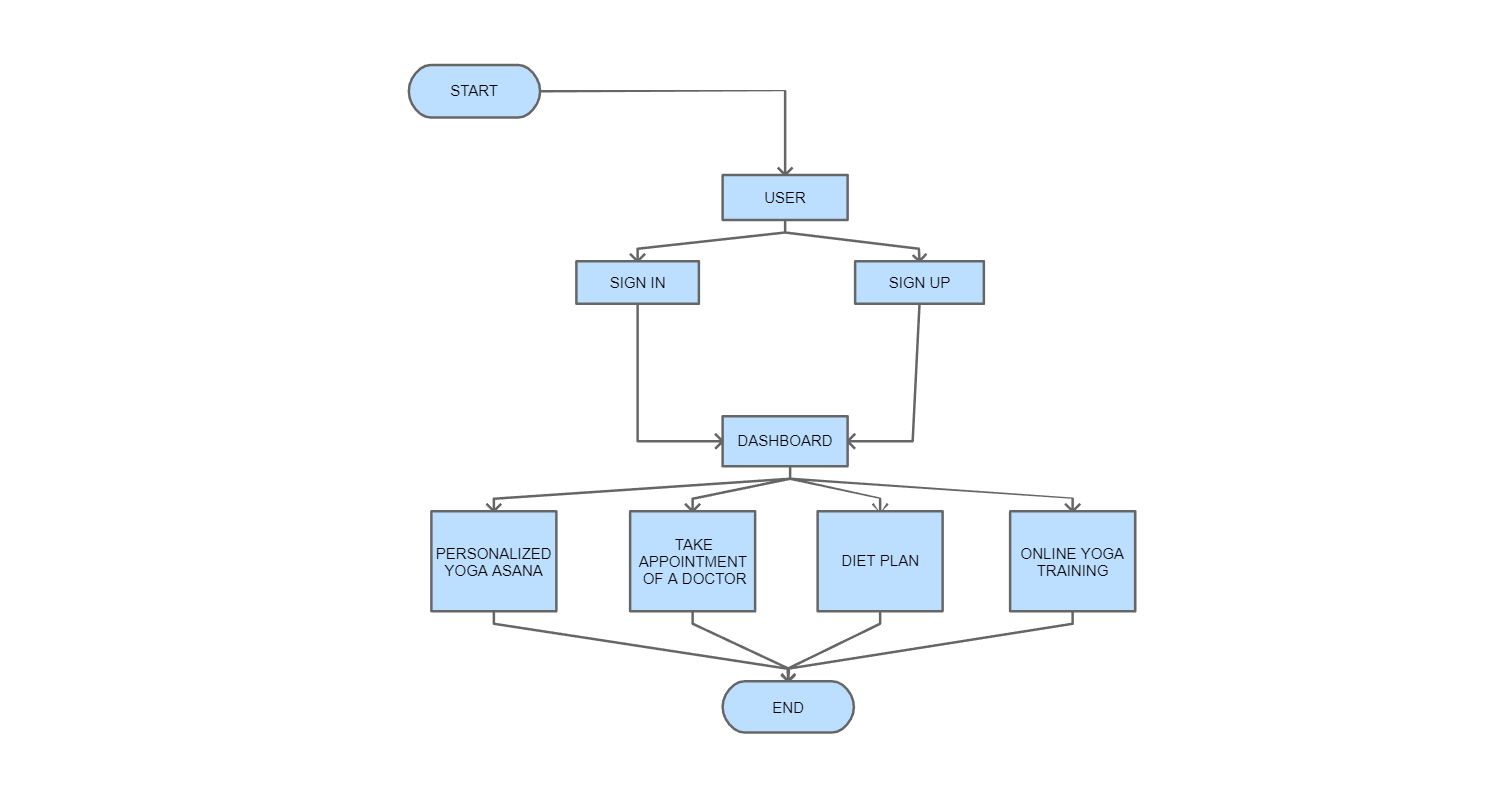 START
USER
SIGN IN
SIGN UP
DASHBOARD
PERSONALIZED
YOGA ASANA
TAKE
APPOINTMENT
OF A DOCTOR
DIET PLAN
ONLINE YOGA
TRAINING
END